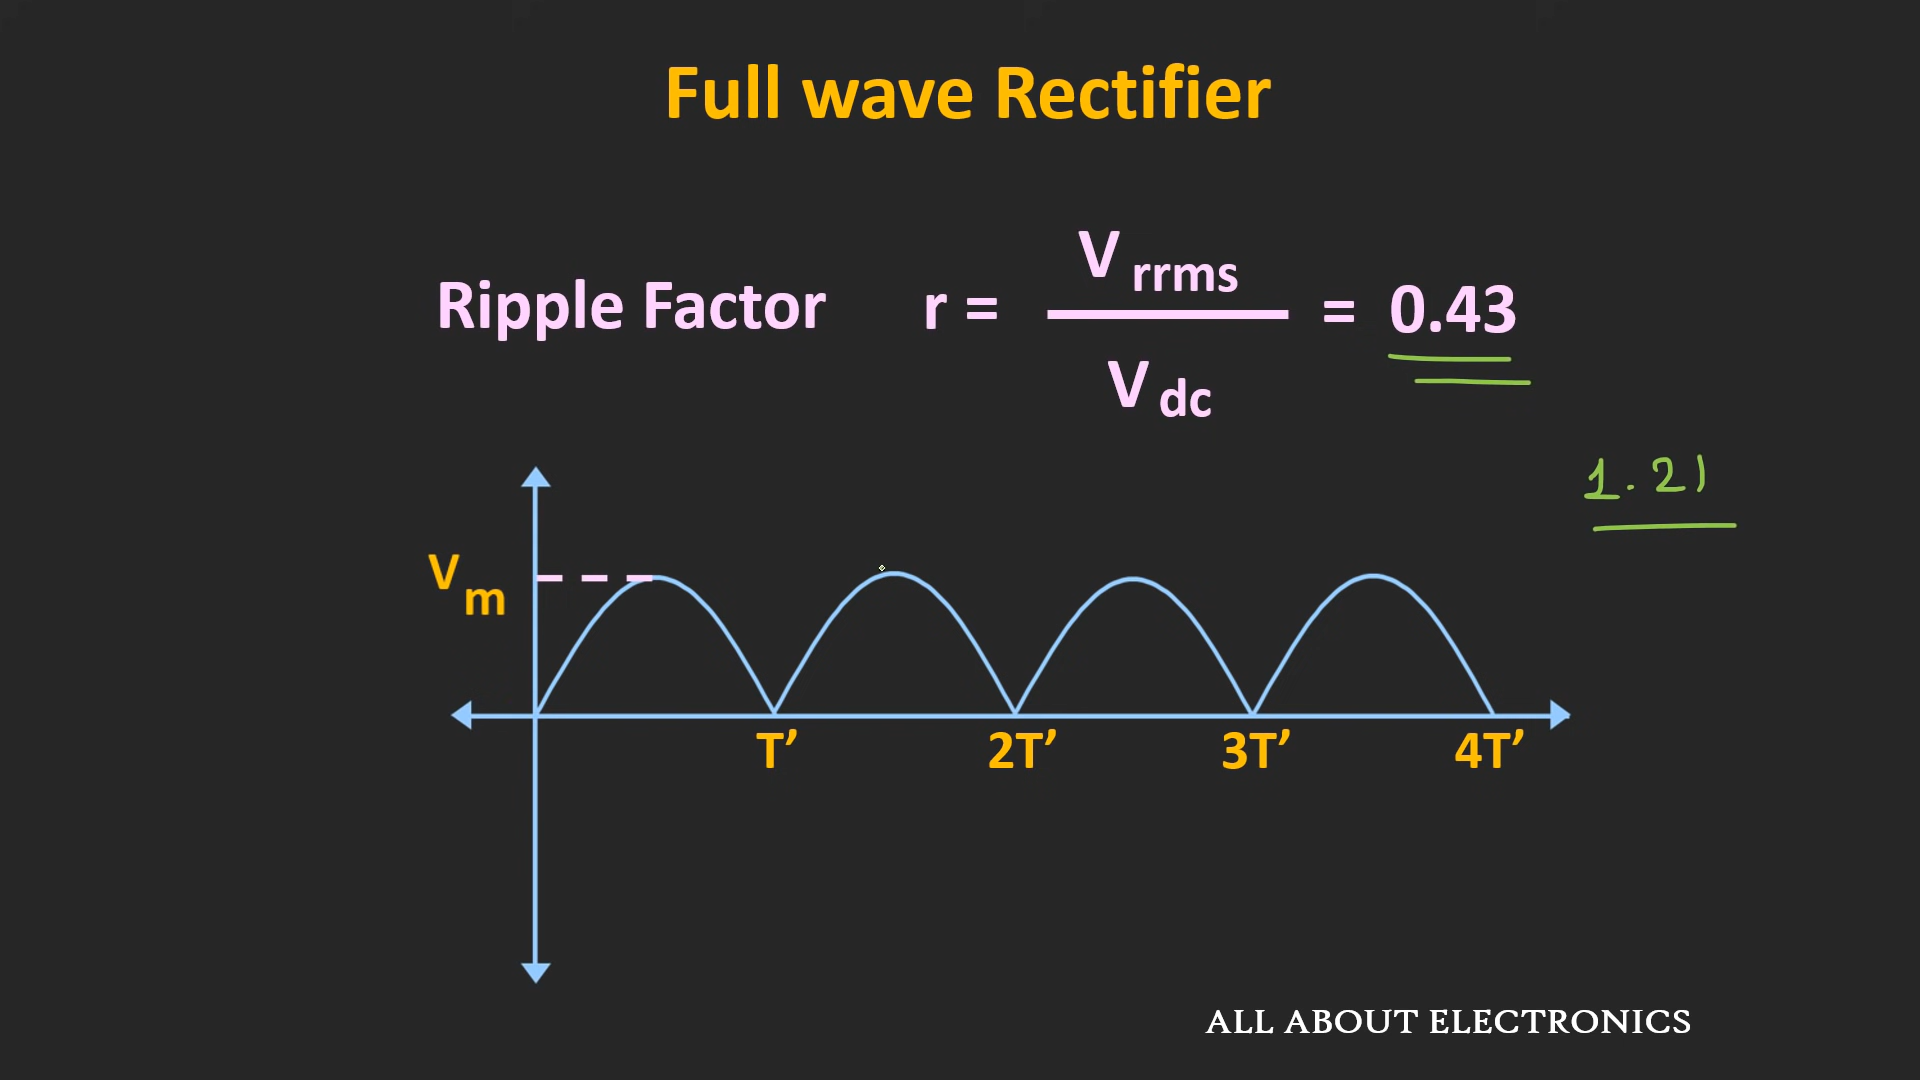 Full wave Rectifier
Ripple Factor r = V rrms / V dc = 0.43
1.21
V m
T’ 2T’ 3T’ 4T’
ALL ABOUT ELECTRONICS